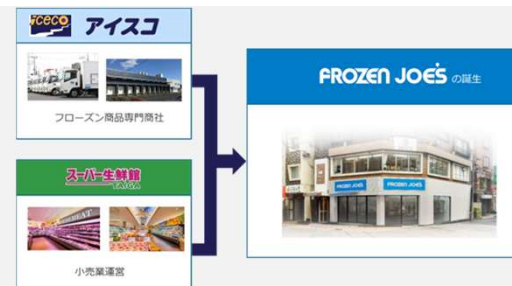 iceco アイスコ
フローズン商品専門商社
スーパー生鮮館
TAIGA
MEAT
小売業運営
FROZEN JOE'S の誕生
FROZEN JOE'S
FROZEN JOE'S